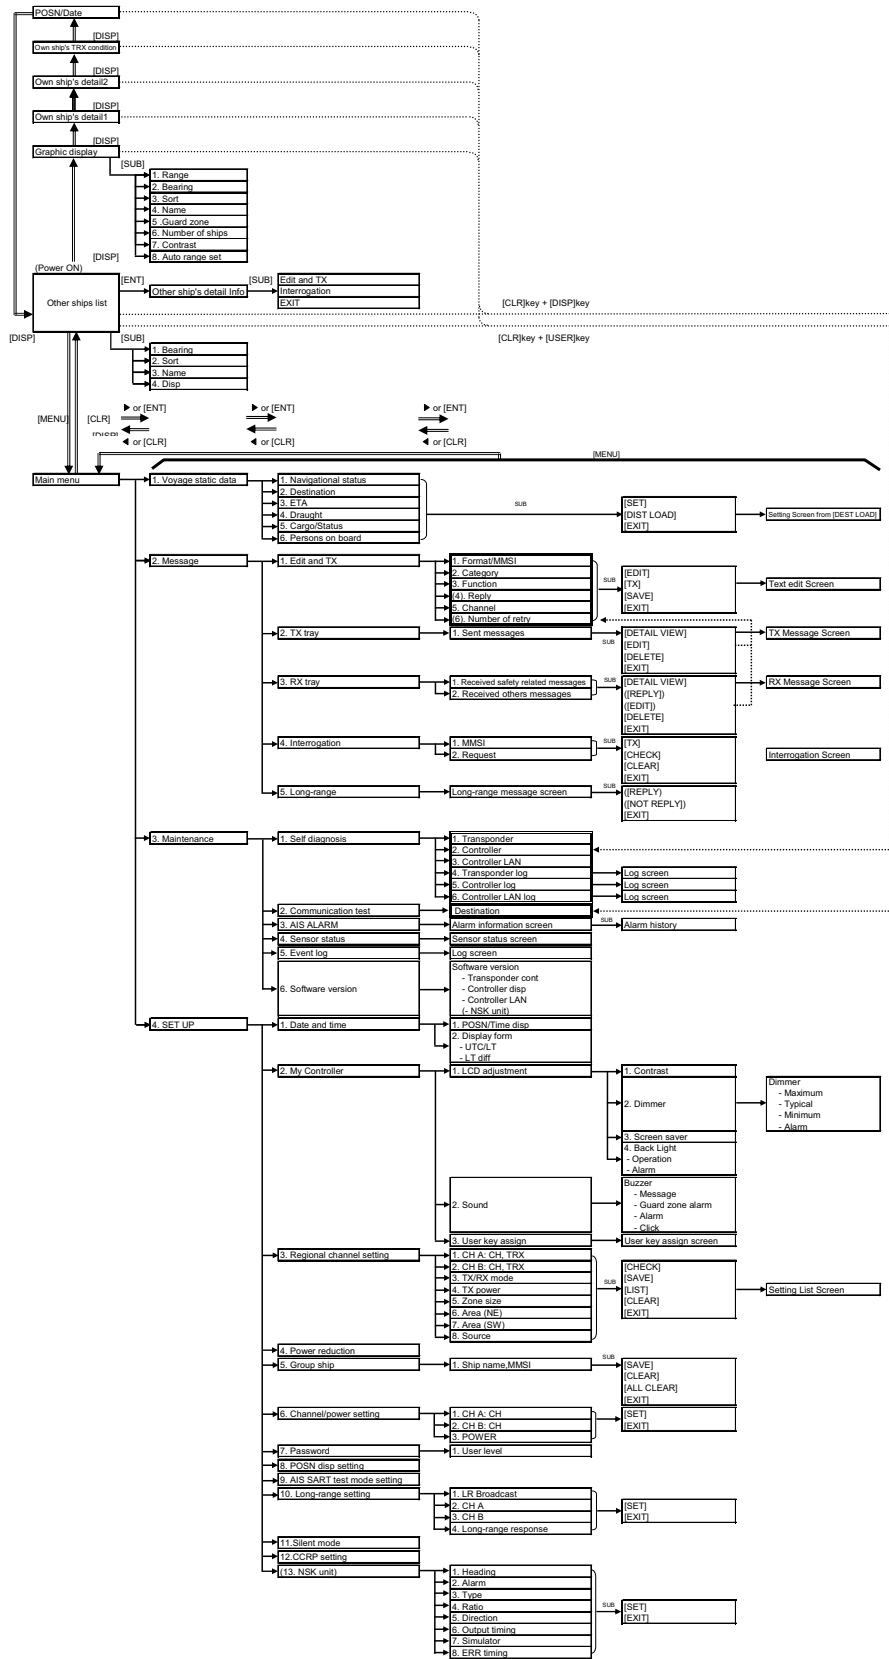 POSN/Date
[DISP]
Own ship's TRX condition
[DISP]
Own ship's detail2
[DISP]
Own ship's detail1
[DISP]
Graphic display
[SUB]
1. Range
2. Bearing
3. Sort
4. Name
5 .Guard zone
6. Number of ships
7. Contrast
8. Auto range set
[DISP]
(Power ON)
Other ships list
[ENT]
Other ship's detail Info
[SUB]
Edit and TX
Interrogation
EXIT
[CLR]key + [DISP]key
[CLR]key + [USER]key
[DISP]
[SUB]
1. Bearing
2. Sort
3. Name
4. Disp
[MENU]
[CLR]
[DISP]
▶ or [ENT]
◀ or [CLR]
▶ or [ENT]
◀ or [CLR]
▶ or [ENT]
◀ or [CLR]
[MENU]
Main menu
1. Voyage static data
1. Navigational status
2. Destination
3. ETA
4. Draught
5. Cargo/Status
6. Persons on board
SUB
[SET]
[DIST LOAD]
[EXIT]
Setting Screen from [DEST LOAD]
2. Message
1. Edit and TX
1. Format/MMSI
2. Category
3. Function
(4). Reply
5. Channel
(6). Number of retry
SUB
[EDIT]
[TX]
[SAVE]
[EXIT]
Text edit Screen
2. TX tray
1. Sent messages
SUB
[DETAIL VIEW]
[EDIT]
[DELETE]
[EXIT]
TX Message Screen
3. RX tray
1. Received safety related messages
2. Received others messages
SUB
[DETAIL VIEW]
([REPLY])
([EDIT])
[DELETE]
[EXIT]
RX Message Screen
4. Interrogation
1. MMSI
2. Request
SUB
[TX]
[CHECK]
[CLEAR]
[EXIT]
Interrogation Screen
5. Long-range
Long-range message screen
SUB
([REPLY)
([NOT REPLY])
[EXIT]
3. Maintenance
1. Self diagnosis
1. Transponder
2. Controller
3. Controller LAN
4. Transponder log
5. Controller log
6. Controller LAN log
Log screen
Log screen
Log screen
2. Communication test
Destination
3. AIS ALARM
Alarm information screen
SUB
Alarm history
4. Sensor status
Sensor status screen
5. Event log
Log screen
6. Software version
Software version
- Transponder cont
- Controller disp
- Controller LAN
(- NSK unit)
4. SET UP
1. Date and time
1. POSN/Time disp
2. Display form
- UTC/LT
- LT diff
2. My Controller
1. LCD adjustment
1. Contrast
2. Dimmer
Dimmer
- Maximum
- Typical
- Minimum
- Alarm
3. Screen saver
4. Back Light
- Operation
- Alarm
2. Sound
Buzzer
- Message
- Guard zone alarm
- Alarm
- Click
3. User key assign
User key assign screen
3. Regional channel setting
1. CH A: CH, TRX
2. CH B: CH, TRX
3. TX/RX mode
4. TX power
5. Zone size
6. Area (NE)
7. Area (SW)
8. Source
SUB
[CHECK]
[SAVE]
[LIST]
[CLEAR]
[EXIT]
Setting List Screen
4. Power reduction
5. Group ship
1. Ship name,MMSI
SUB
[SAVE]
[CLEAR]
[ALL CLEAR]
[EXIT]
6. Channel/power setting
1. CH A: CH
2. CH B: CH
3. POWER
[SET]
[EXIT]
7. Password
1. User level
8. POSN disp setting
9. AIS SART test mode setting
10. Long-range setting
1. LR Broadcast
2. CH A
3. CH B
4. Long-range response
SUB
[SET]
[EXIT]
11.Silent mode
12.CCRP setting
(13. NSK unit)
1. Heading
2. Alarm
3. Type
4. Ratio
5. Direction
6. Output timing
7. Simulator
8. ERR timing
SUB
[SET]
[EXIT]